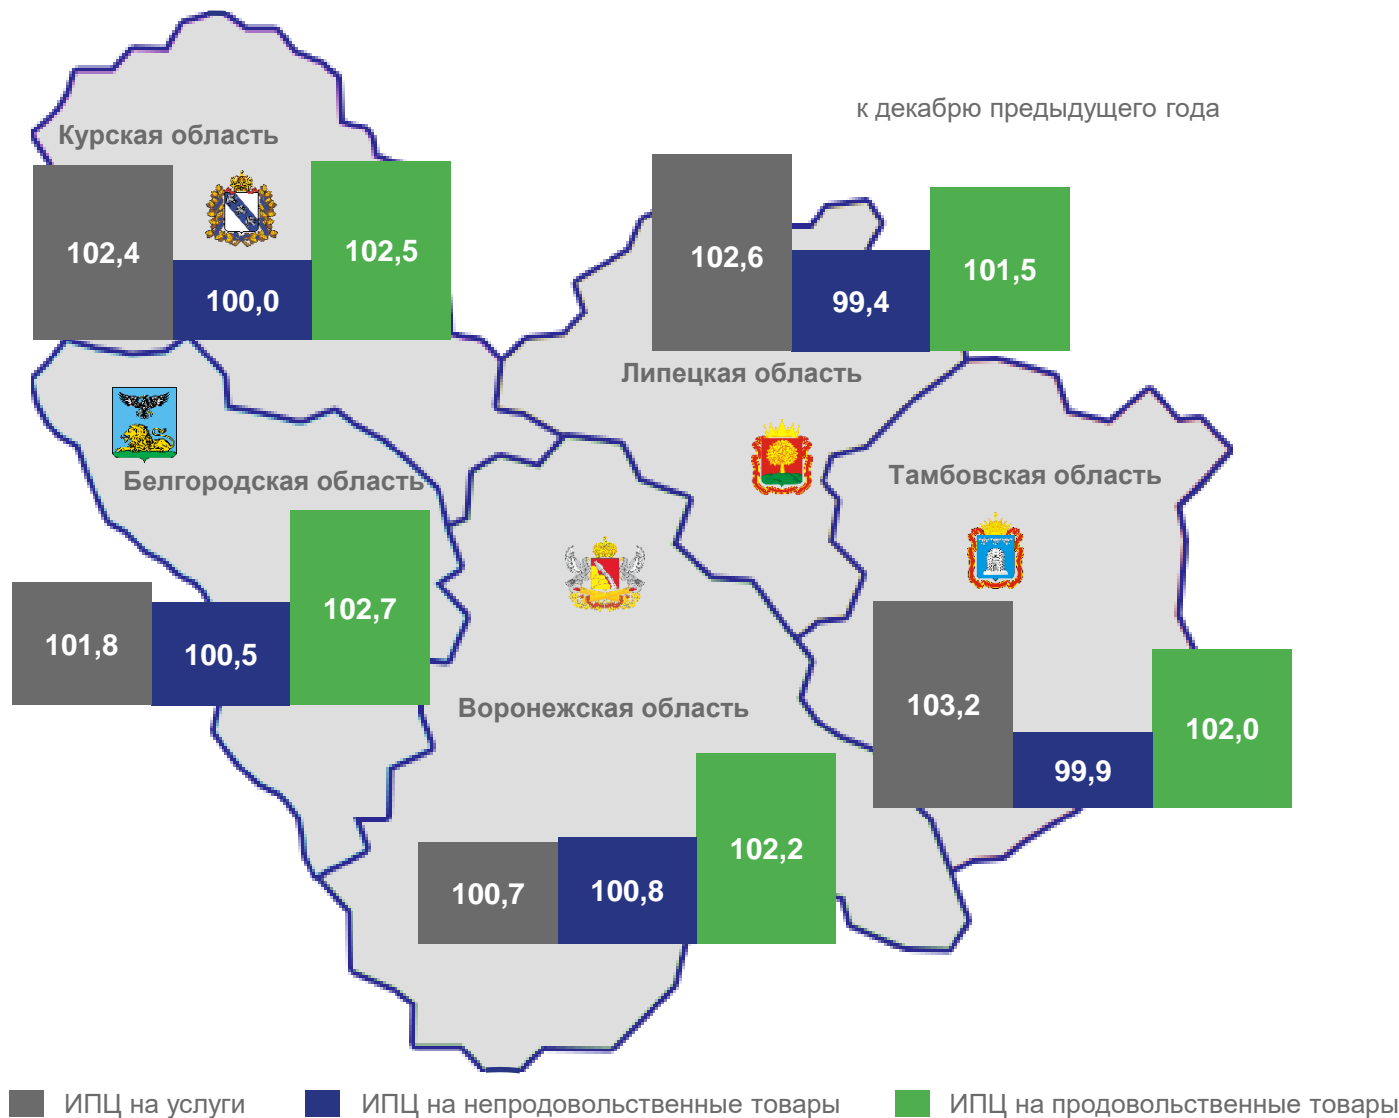 к декабрю предыдущего года
Курская область
102,4
100,0
102,5
102,6
99,4
101,5
Липецкая область
Белгородская область
Тамбовская область
101,8
100,5
102,7
Воронежская область
103,2
99,9
102,0
100,7
100,8
102,2
ИПЦ на услуги
ИПЦ на непродовольственные товары
ИПЦ на продовольственные товары